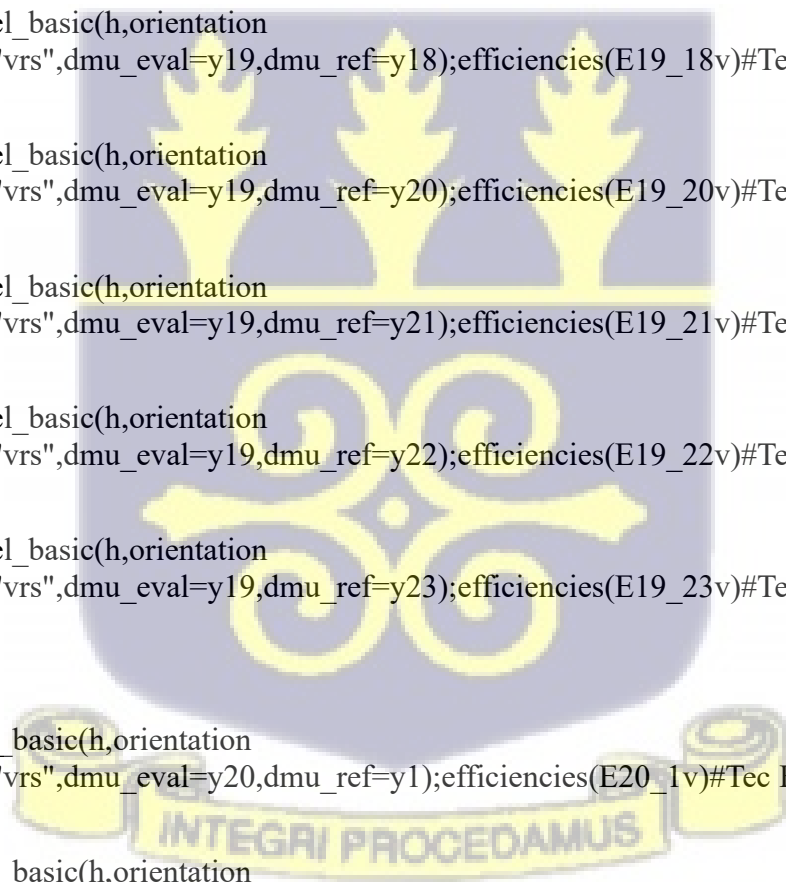 el_basic(h,orientation
"vrs",dmu_eval=y19,dmu_ref=y18);efficiencies(E19_18v)#Te
el_basic(h,orientation
"vrs",dmu_eval=y19,dmu_ref=y20);efficiencies(E19_20v)#Te
el_basic(h,orientation
"vrs",dmu_eval=y19,dmu_ref=y21);efficiencies(E19_21v)#Te
el_basic(h,orientation
"vrs",dmu_eval=y19,dmu_ref=y22);efficiencies(E19_22v)#Te
el_basic(h,orientation
"vrs",dmu_eval=y19,dmu_ref=y23);efficiencies(E19_23v)#Te
_basic(h,orientation
"vrs",dmu_eval=y20,dmu_ref=y1);efficiencies(E20_1v)#Tec
INTEGRI PROCEDAMUS
_basic(h,orientation